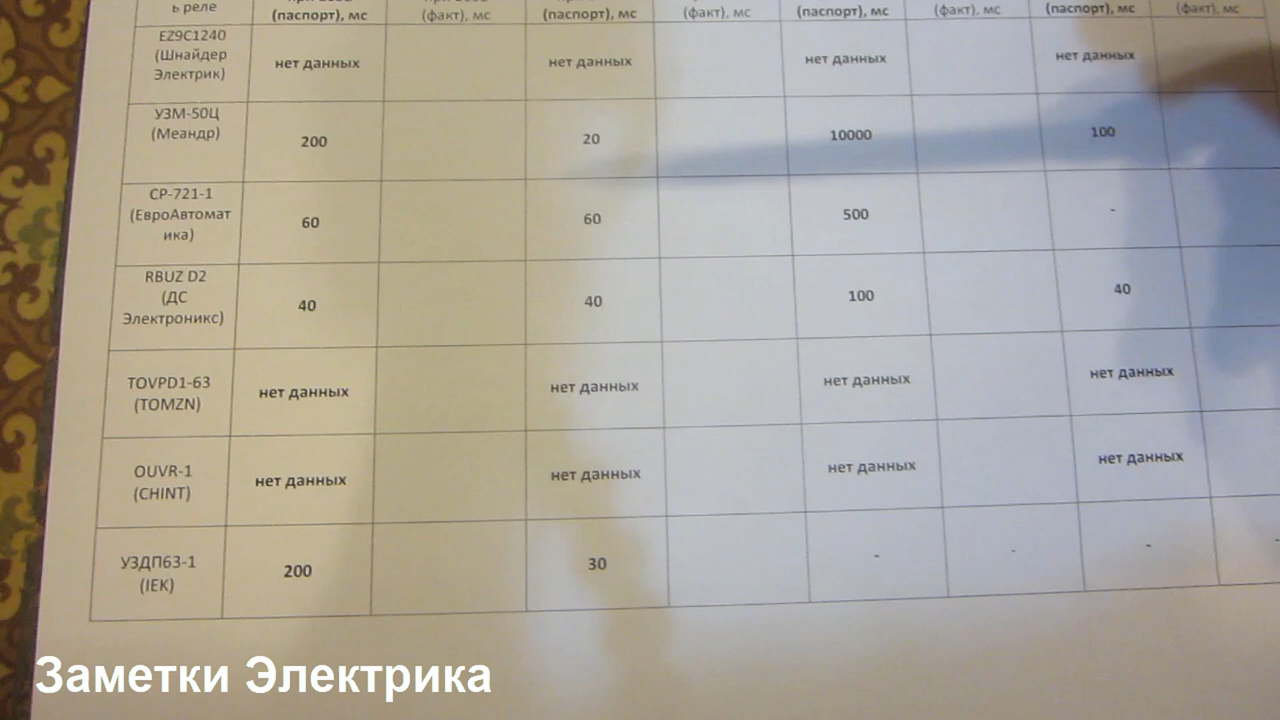 ь реле
(паспорт), мс (факт), мс (паспорт), мс (факт), мс (паспорт), мс (факт), мс (паспорт), мс (факт), мс
EZ9C1240
(Шнайдер
Электрик)
нет данных нет данных нет данных нет данных
УЗМ-50Ц
(Меандр)
200 20 10000 100
СР-721-1
(ЕвроАвтомат
ика)
60 60 500 -
RBUZ D2
(ДС
Электроникс)
40 40 100 40
TOVPD1-63
(TOMZN)
нет данных нет данных нет данных нет данных
OUVR-1
(CHINT)
нет данных нет данных нет данных нет данных
УЗДП63-1
(IEK)
200 30 - - - -
Заметки Электрика